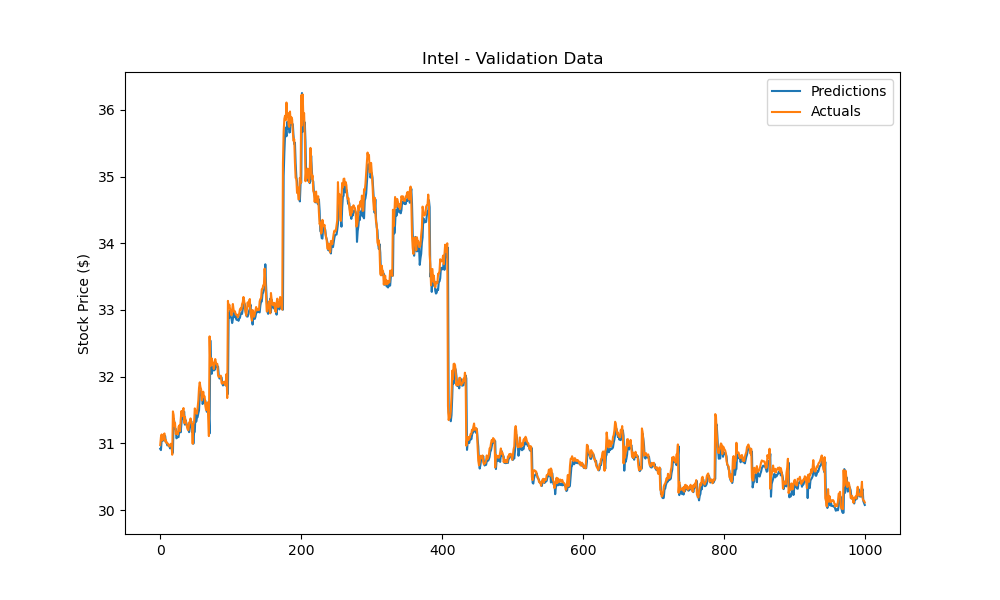 Intel - Validation Data
Predictions
Actuals
Stock Price ($)
36
35
34
33
32
31
30
0 200 400 600 800 1000